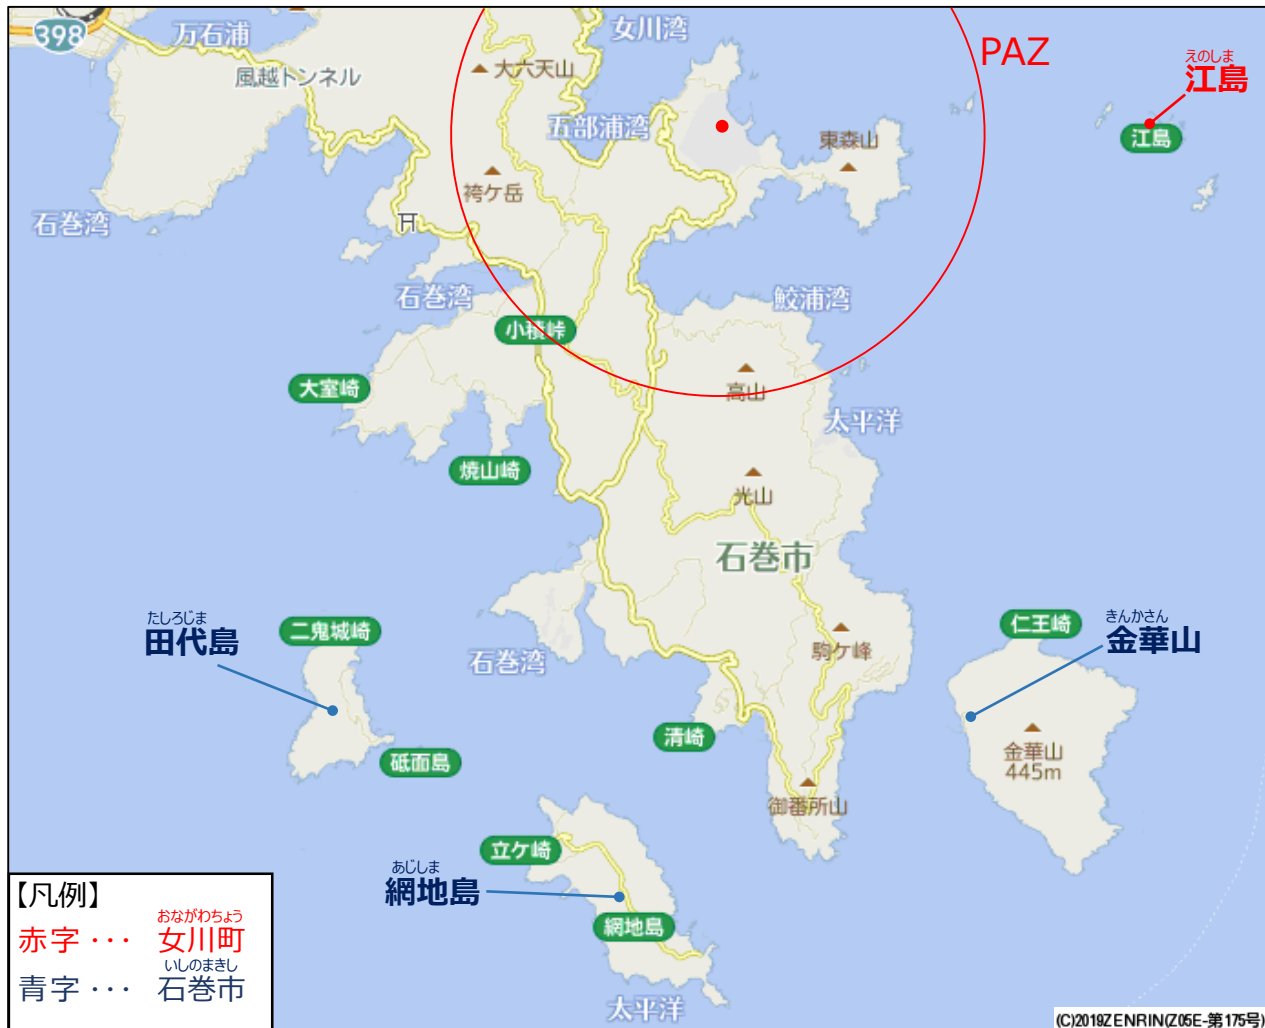 398
万石浦
女川湾
PAZ
えのしま
江島
風越トンネル
大六天山
五部浦湾
東森山
江島
袴ケ岳
石巻湾
石巻湾
鮫浦湾
小積峠
大室崎
高山
太平洋
焼山崎
光山
石巻市
たしろじま
田代島
二鬼城崎
石巻湾
駒ケ峰
仁王崎
きんかさん
金華山
清崎
砥面島
金華山
445m
御番所山
立ケ崎
あじしま
網地島
網地島
太平洋
【凡例】
おながわちょう
赤字・・・ 女川町
いしのまきし
青字・・・ 石巻市
(C)2019ZENRIN(Z05E-第175号)